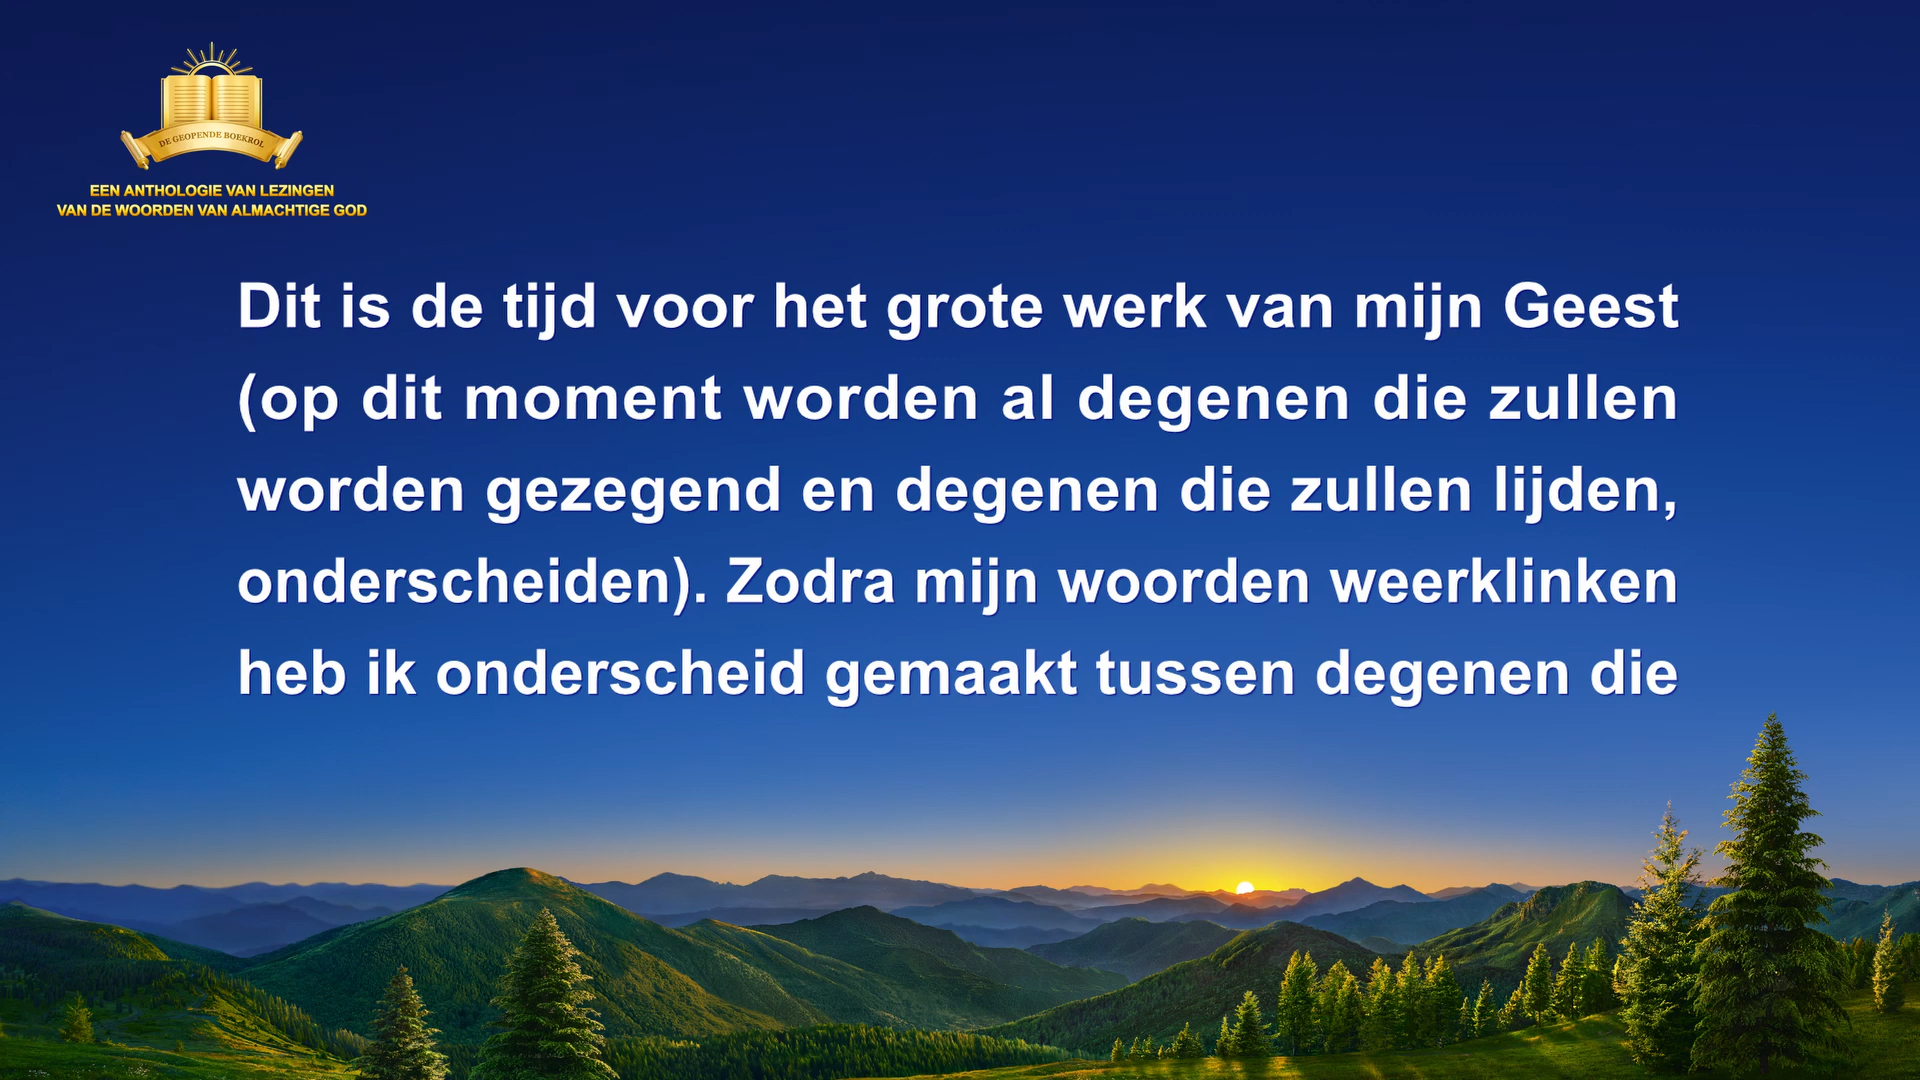 DE GEOPENDE BOEKROL
EEN ANTHOLOGIE VAN LEZINGEN
VAN DE WOORDEN VAN ALMACHTIGE GOD
Dit is de tijd voor het grote werk van mijn Geest
(op dit moment worden al degenen die zullen
worden gezegend en degenen die zullen lijden,
onderscheiden). Zodra mijn woorden weerklinken
heb ik onderscheid gemaakt tussen degenen die